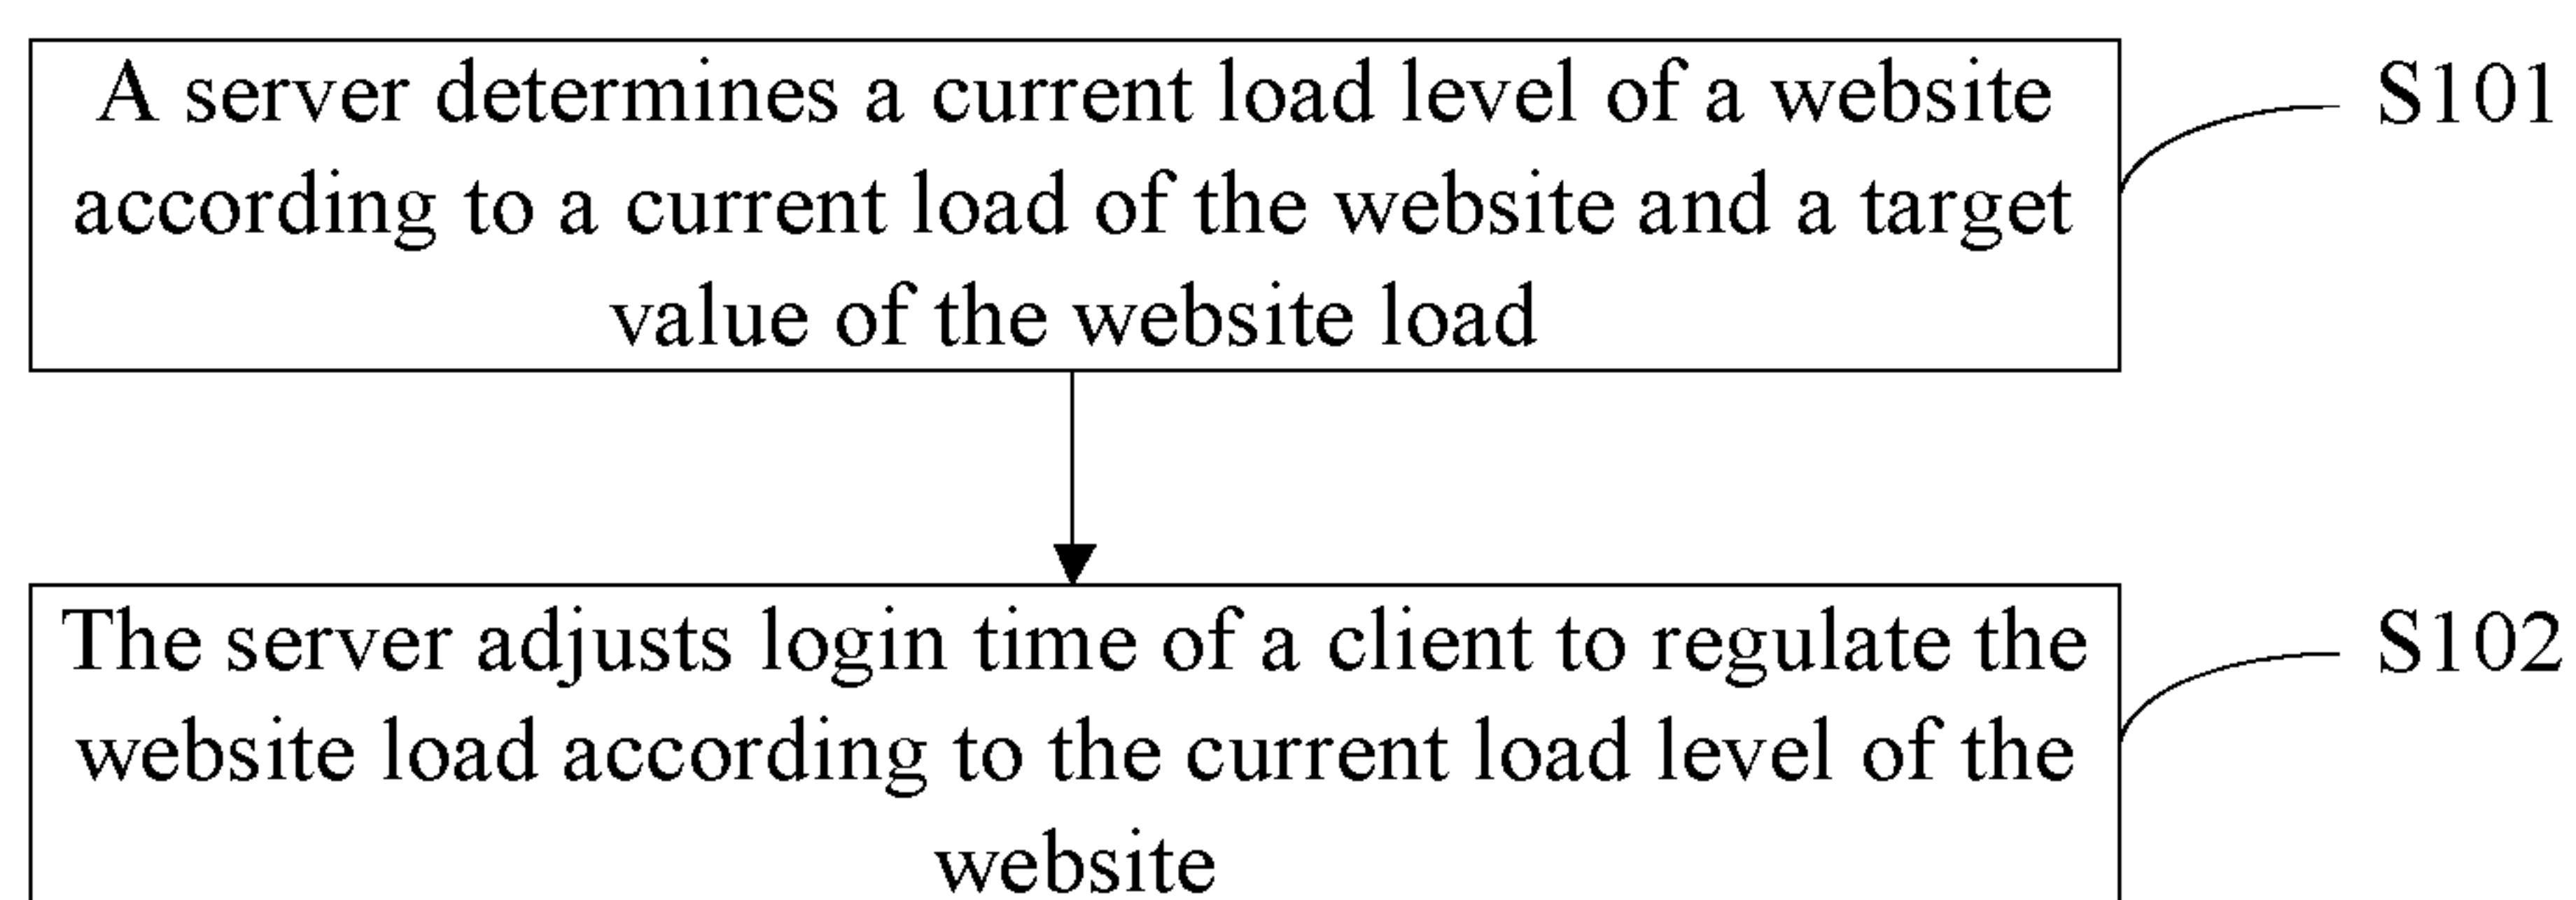 A server determines a current load level of a website
according to a current load of the website and a target
value of the website load
S101
The server adjusts login time of a client to regulate the
website load according to the current load level of the
website
S102